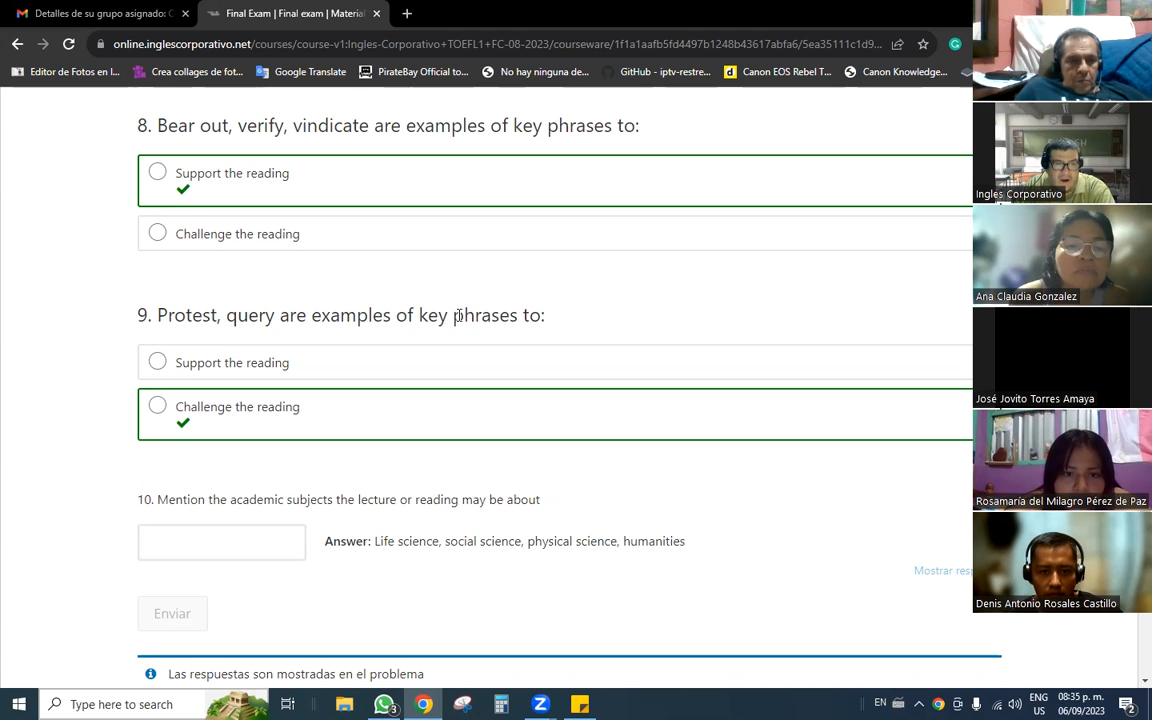 Detalles de su grupo asignado: C
Final Exam | Final exam | Material
online.inglescorporativo.net/courses/course-v1:Ingles-Corporativo+TOEFL1+FC-08-2023/courseware/1f1a1aafb5fd4497b1248b43617abfa6/5ea35111c1d9...
Editor de Fotos en l...
Crea collages de fot...
Google Translate
PirateBay Official to...
No hay ninguna de...
GitHub - iptv-restre...
Canon EOS Rebel T...
Canon Knowledge...
8. Bear out, verify, vindicate are examples of key phrases to:
Support the reading
Challenge the reading
9. Protest, query are examples of key phrases to:
Support the reading
Challenge the reading
10. Mention the academic subjects the lecture or reading may be about
Answer: Life science, social science, physical science, humanities
Mostrar res
Enviar
Las respuestas son mostradas en el problema
Ingles Corporativo
Ana Claudia Gonzalez
José Jovito Torres Amaya
Rosamaría del Milagro Pérez de Paz
Denis Antonio Rosales Castillo
Type here to search
3
EN
ENG
US
08:35 p. m.
06/09/2023
2